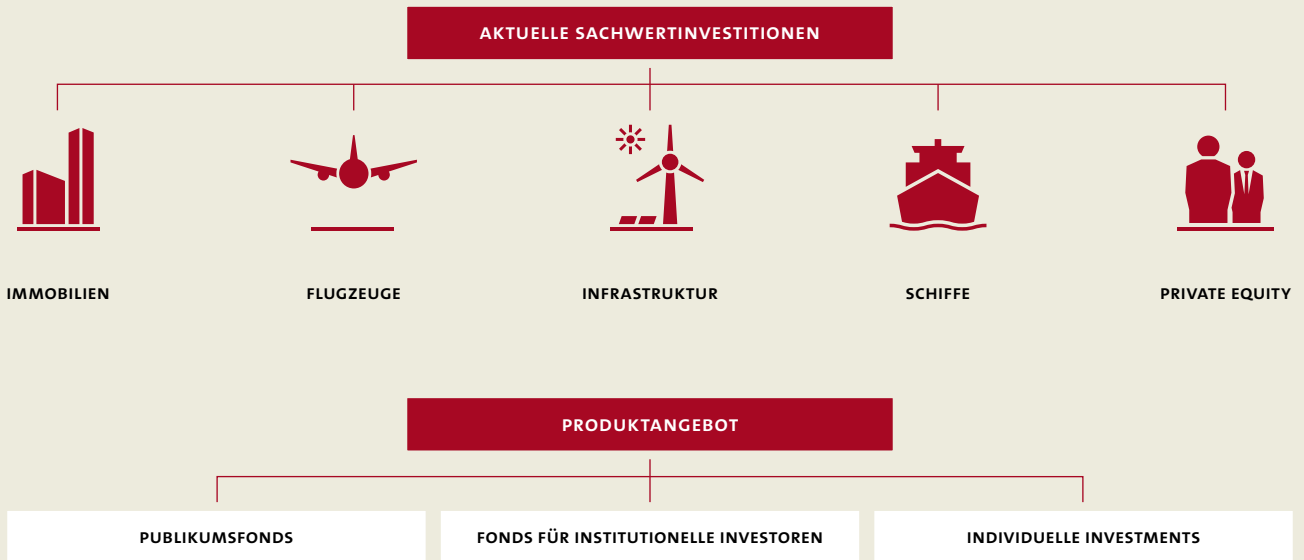 AKTUELLE SACHWERTINVESTITIONEN
IMMOBILIEN
FLUGZEUGE
INFRASTRUKTUR
SCHIFFE
PRIVATE EQUITY
PRODUKTANGEBOT
PUBLIKUMSFONDS
FONDS FÜR INSTITUTIONELLE INVESTOREN
INDIVIDUELLE INVESTMENTS